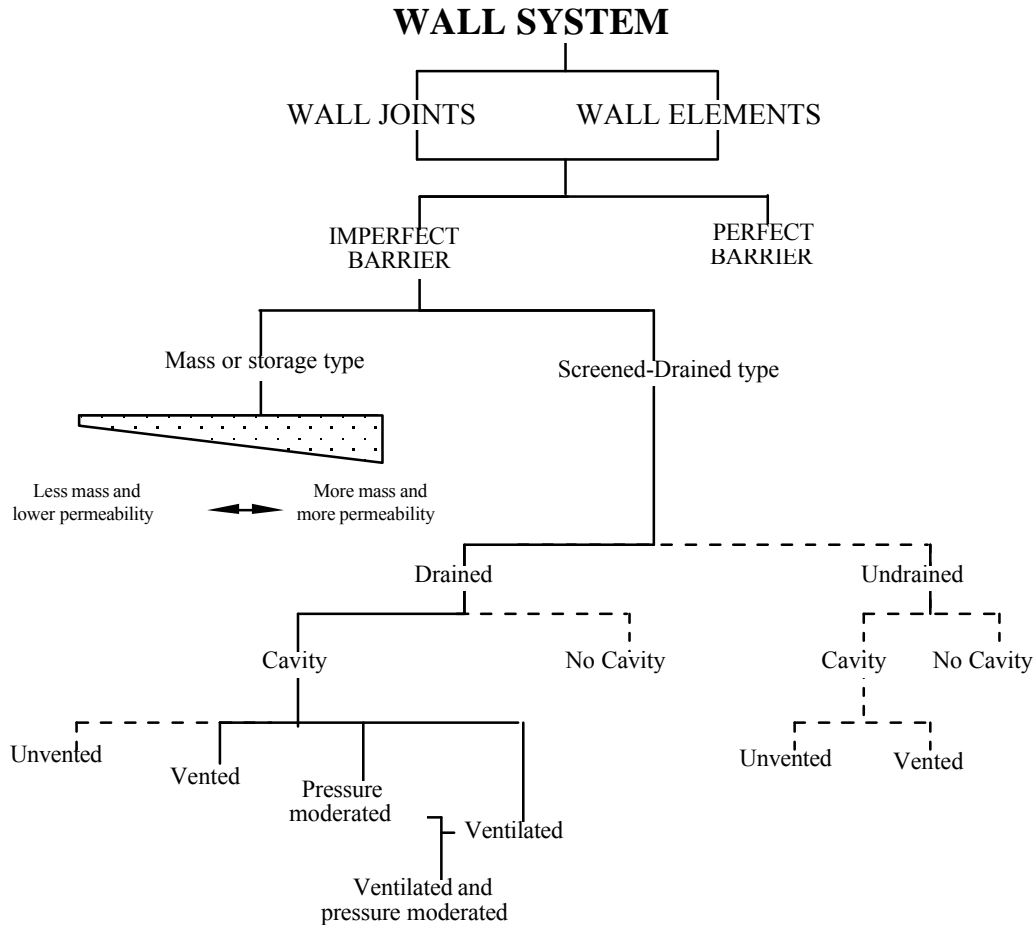 WALL SYSTEM
WALL JOINTS
WALL ELEMENTS
IMPERFECT
BARRIER
PERFECT
BARRIER
Mass or storage type
Screened-Drained type
Less mass and
lower permeability
More mass and
more permeability
Drained
Undrained
Cavity
No Cavity
Cavity
No Cavity
Unvented
Vented
Pressure
moderated
Ventilated
Ventilated and
pressure moderated
Unvented
Vented